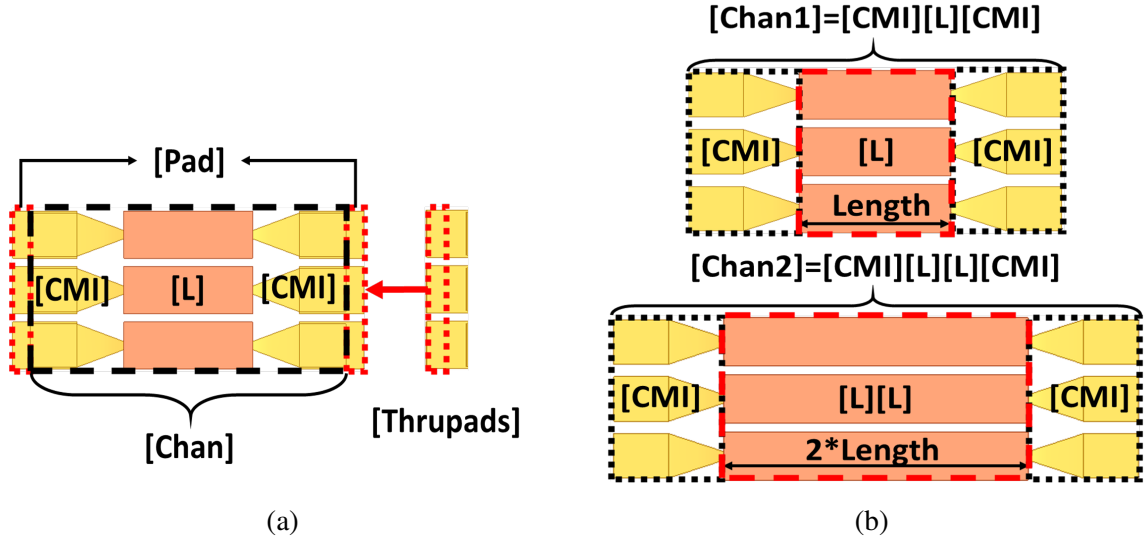 [Pad]
[CMI] [L] [CMI]
[Chan]
[Thrupads]
(a)
[Chan1]=[CMI][L][CMI]
[CMI] [L] [CMI]
Length
[Chan2]=[CMI][L][L][CMI]
[CMI] [L][L] [CMI]
2*Length
(b)